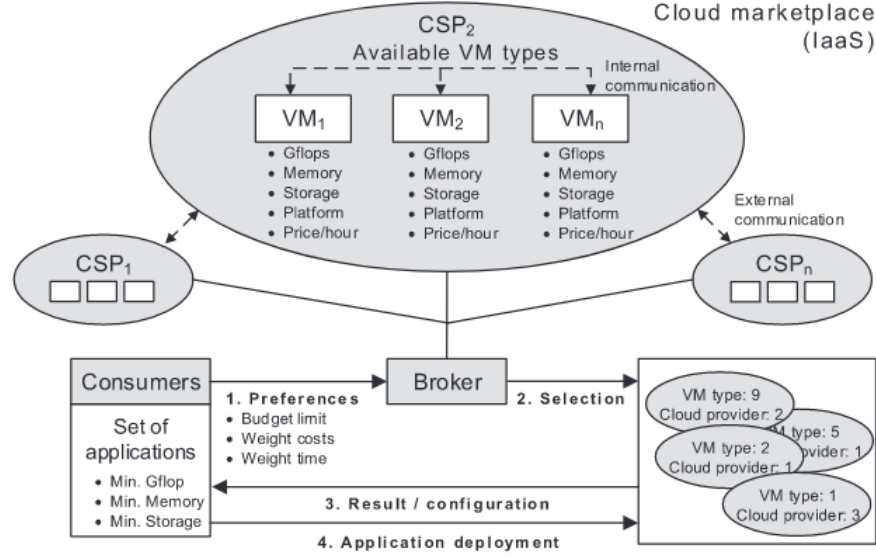 Cloud marketplace
(IaaS)
CSP2
Available VM types
Internal
communication
VM1
VM2
VMn
• Gflops
• Memory
• Storage
• Platform
• Price/hour
• Gflops
• Memory
• Storage
• Platform
• Price/hour
• Gflops
• Memory
• Storage
• Platform
• Price/hour
External
communication
CSP1
CSPn
Consumers
Set of
applications
• Min. Gflop
• Min. Memory
• Min. Storage
1. Preferences
• Budget limit
• Weight costs
• Weight time
Broker
2. Selection
VM type: 9
Cloud provider: 2
type: 5
provider: 1
VM type: 2
Cloud provider: 1
VM type: 1
Cloud provider: 3
3. Result / configuration
4. Application deployment